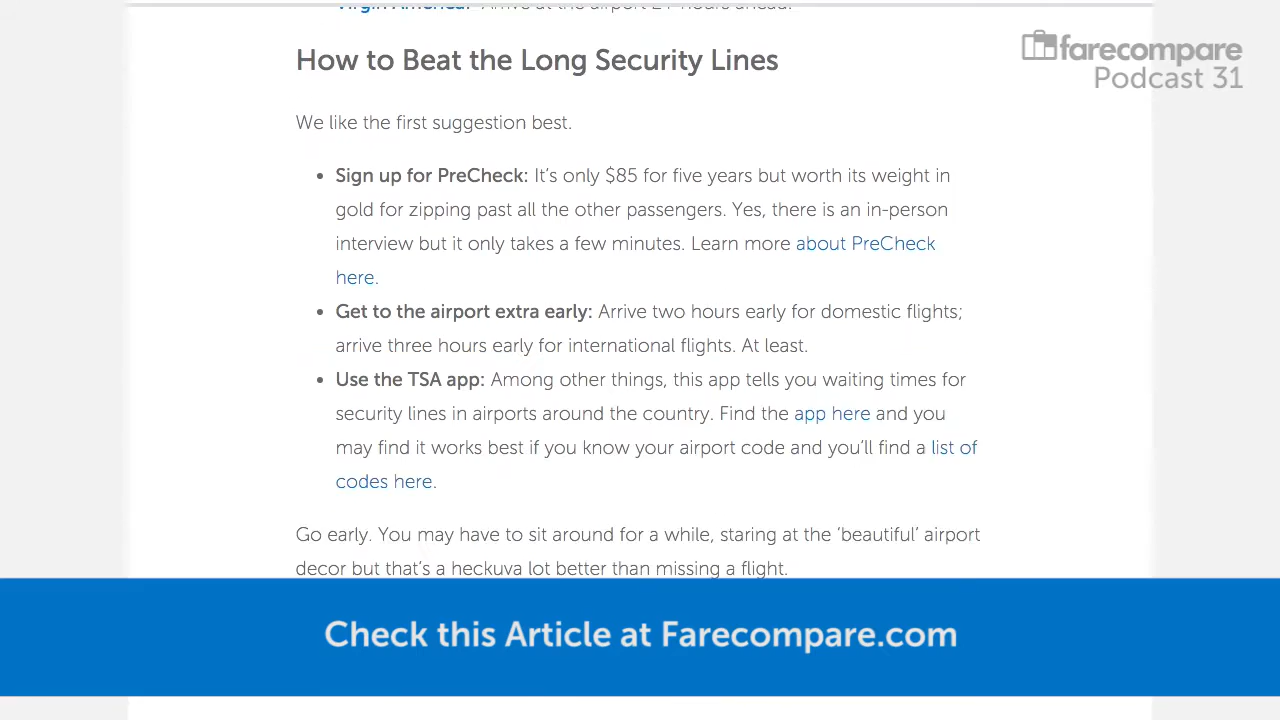 How to Beat the Long Security Lines
farecompare
Podcast 31
We like the first suggestion best.
• Sign up for PreCheck: It’s only $85 for five years but worth its weight in
gold for zipping past all the other passengers. Yes, there is an in-person
interview but it only takes a few minutes. Learn more about PreCheck
here.
• Get to the airport extra early: Arrive two hours early for domestic flights;
arrive three hours early for international flights. At least.
• Use the TSA app: Among other things, this app tells you waiting times for
security lines in airports around the country. Find the app here and you
may find it works best if you know your airport code and you’ll find a list of
codes here.
Go early. You may have to sit around for a while, staring at the ‘beautiful’ airport
decor but that’s a heckuva lot better than missing a flight.
Check this Article at Farecompare.com